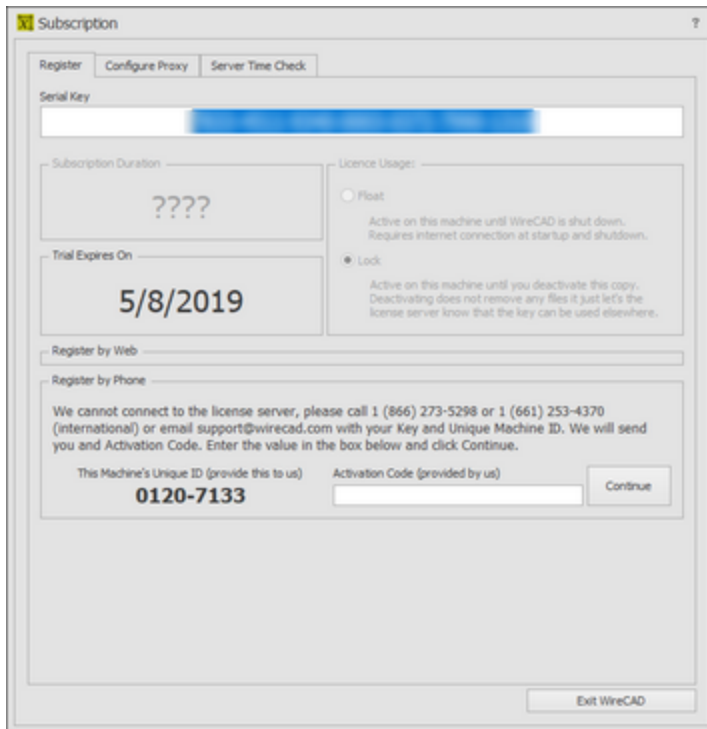 Subscription
?
Register
Configure Proxy
Server Time Check
Serial Key
Subscription Duration
????
Trial Expires On
5/8/2019
Licence Usage:
Float
Active on this machine until WireCAD is shut down.
Requires internet connection at startup and shutdown.
Lock
Active on this machine until you deactivate this copy.
Deactivating does not remove any files it just let's the
license server know that the key can be used elsewhere.
Register by Web
Register by Phone
We cannot connect to the license server, please call 1 (866) 273-5298 or 1 (661) 253-4370
(international) or email support@wirecad.com with your Key and Unique Machine ID. We will send
you and Activation Code. Enter the value in the box below and click Continue.
This Machine's Unique ID (provide this to us)
0120-7133
Activation Code (provided by us)
Continue
Exit WireCAD